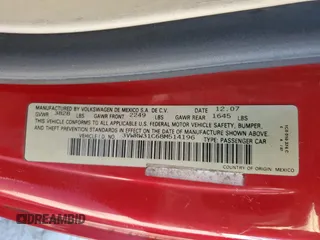 MANUFACTURED BY VOLKSWAGEN DE MEXICO S.A. DE C.V. DATE 12.07
GVWR 3828 LBS GAWR FRONT 2249 LBS GAWR REAR 1645 LBS
THIS VEHICLE CONFORMS TO ALL APPLICABLE U.S. FEDERAL MOTOR VEHICLE SAFETY, BUMPER,
AND THEFT PREVENTION STANDARDS IN EFFECT ON THE DATE OF MANUFACTURE SHOWN ABOVE.
VEHICLE I.D. N° 3VWRW31C68M514196 TYPE: PASSENGER CAR
COUNTRY OF ORIGIN MEXICO
DREAMBID